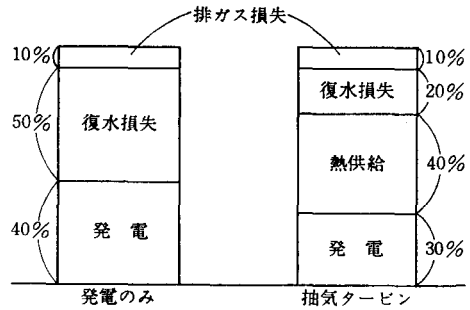 排ガス損失
10%
復水損失
50%
発 電
40%
発電のみ
10%
復水損失
20%
熱供給
40%
発 電
30%
抽気タービン